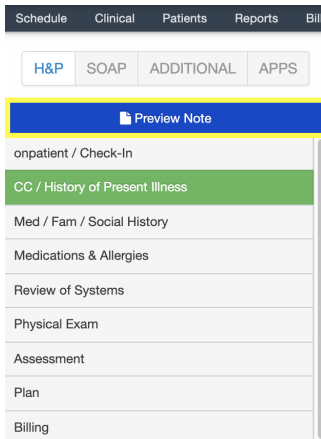 Schedule Clinical Patients Reports Bil
H&P SOAP ADDITIONAL APPS
Preview Note
onpatient / Check-In
CC / History of Present Illness
Med / Fam / Social History
Medications & Allergies
Review of Systems
Physical Exam
Assessment
Plan
Billing